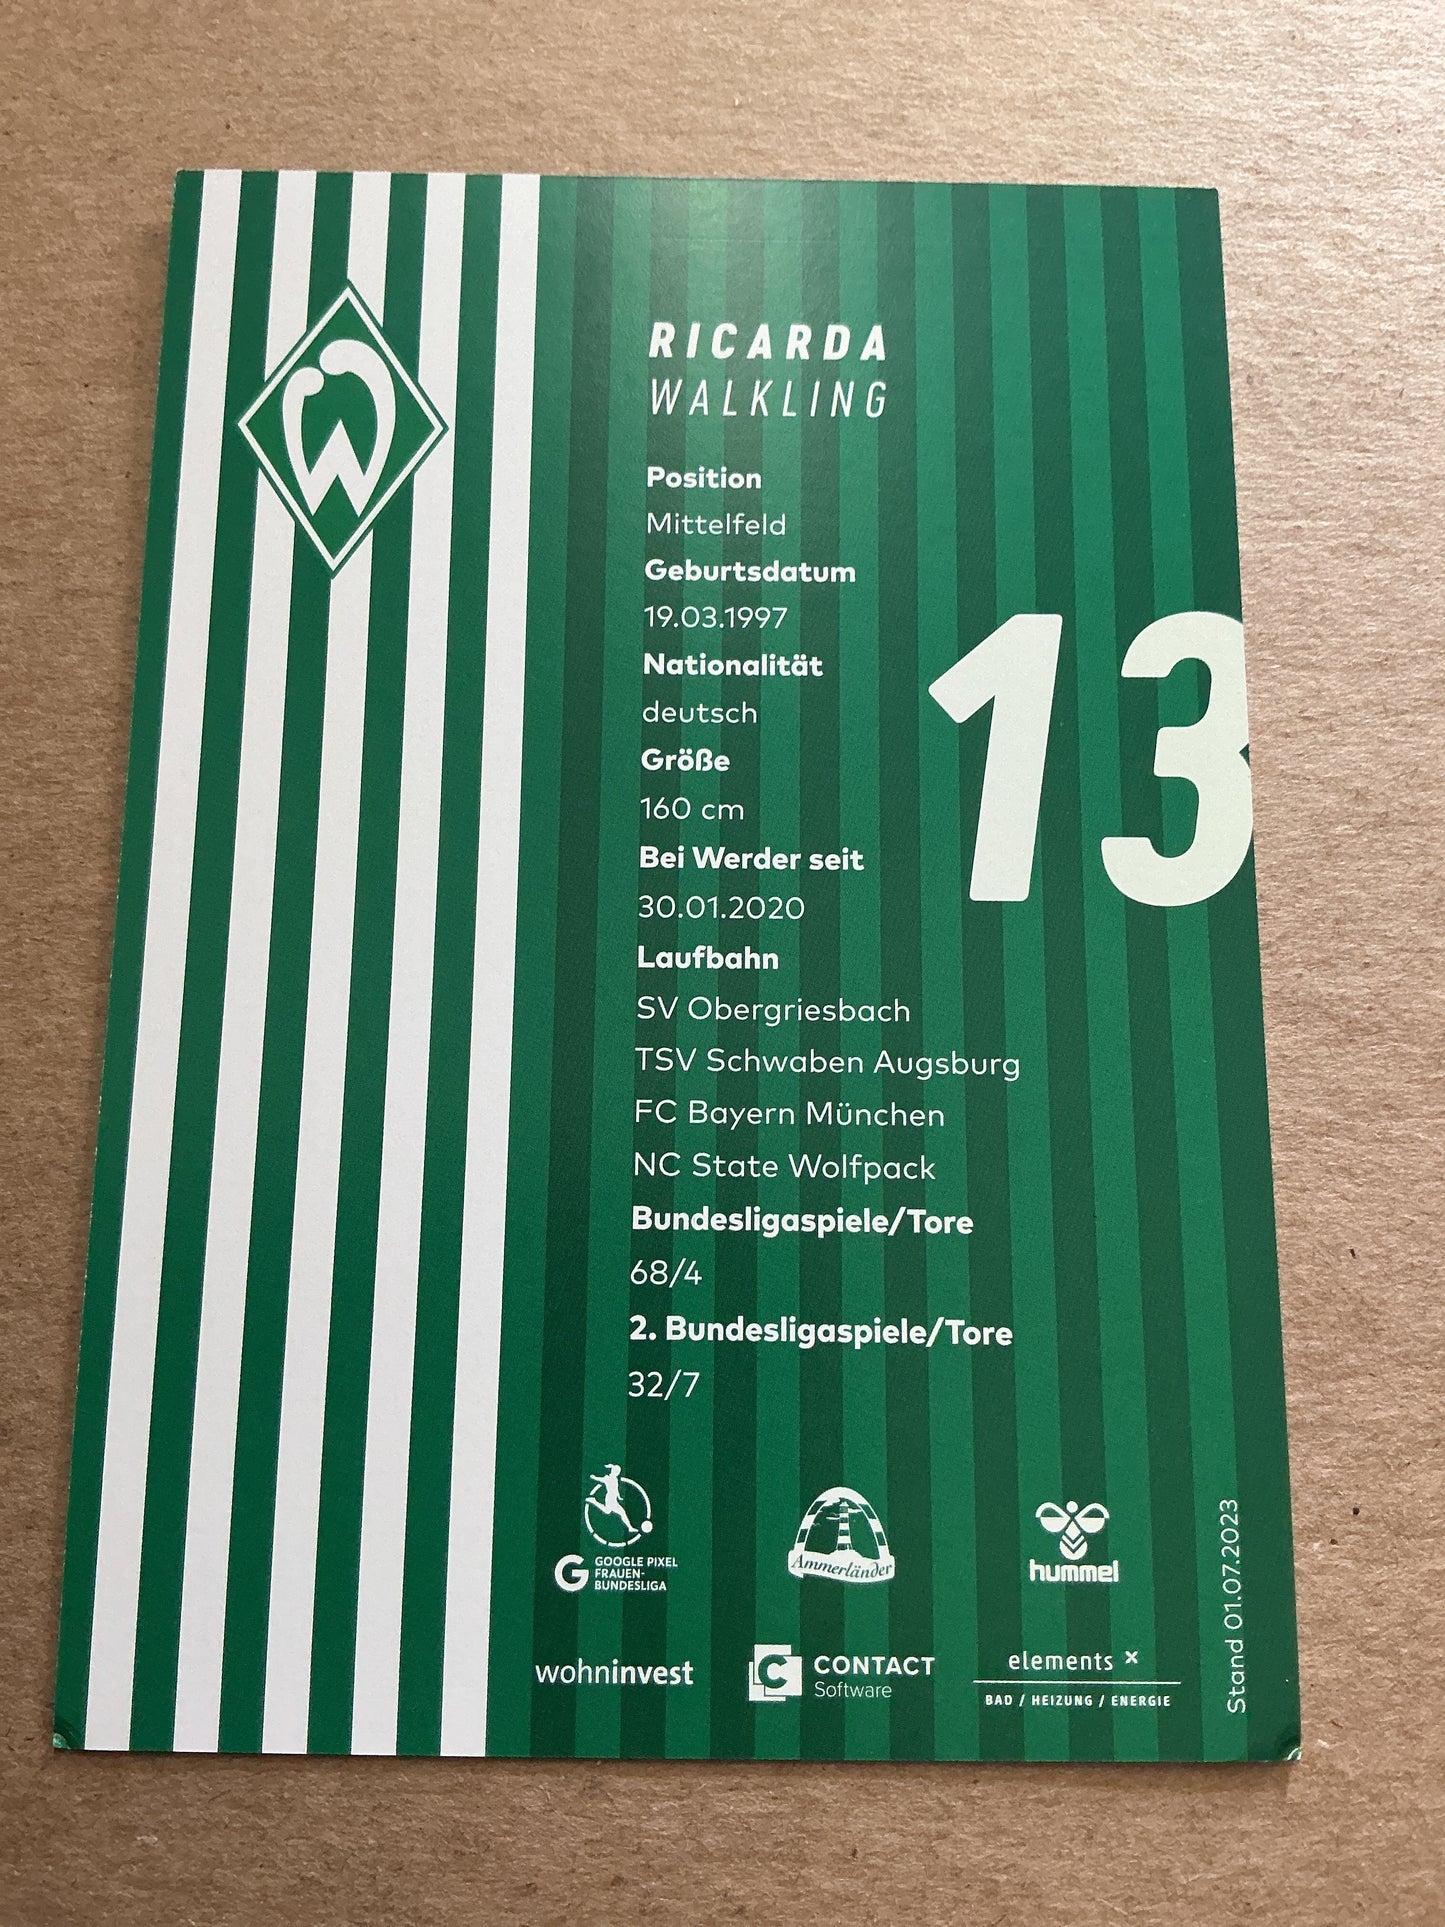 RICARDA
WALKLING
Position
Mittelfeld
Geburtsdatum
19.03.1997
Nationalität
deutsch
Größe
160 cm
Bei Werder seit
30.01.2020
Laufbahn
SV Obergriesbach
TSV Schwaben Augsburg
FC Bayern München
NC State Wolfpack
Bundesligaspiele/Tore
68/4
2. Bundesligaspiele/Tore
32/7
13
W
G GOOGLE PIXEL
FRAUEN-
BUNDESLIGA
Ammerländer
hummel
wohninvest
C CONTACT
Software
elements x
BAD / HEIZUNG / ENERGIE
Stand 01.07.2023